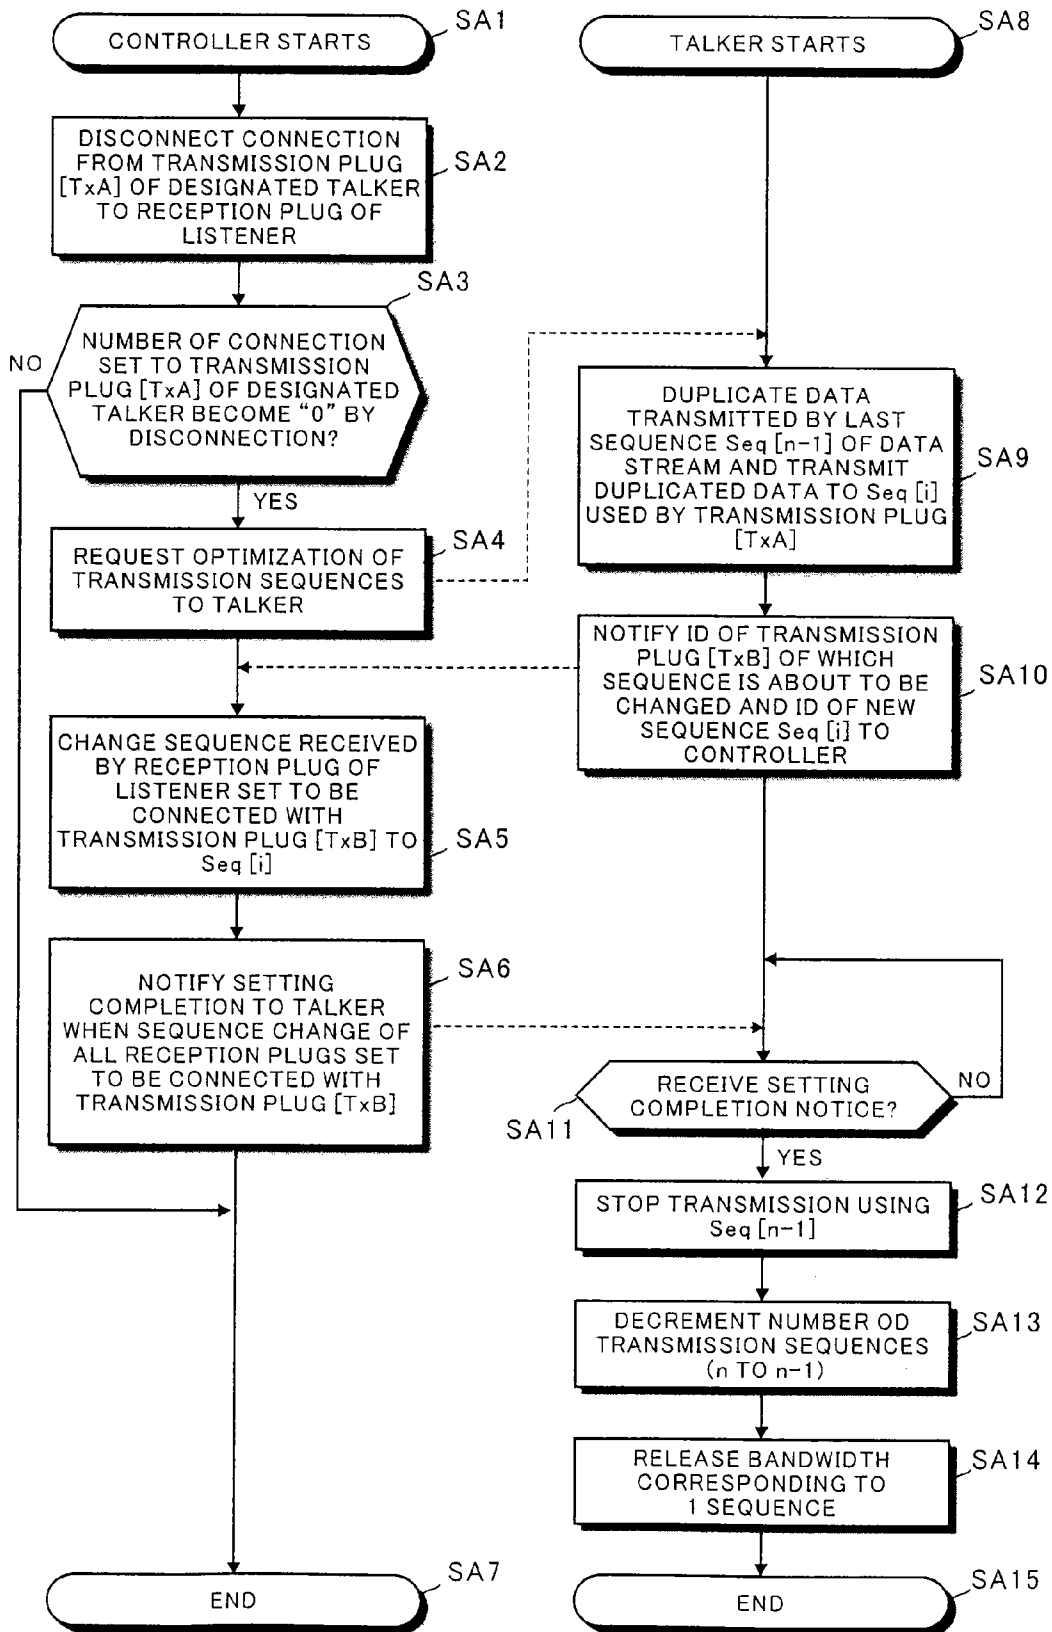 CONTROLLER STARTS
SA1
DISCONNECT CONNECTION
FROM TRANSMISSION PLUG
[TxA] OF DESIGNATED TALKER
TO RECEPTION PLUG OF
LISTENER
SA2
NUMBER OF CONNECTION
SET TO TRANSMISSION
PLUG [TxA] OF DESIGNATED
TALKER BECOME “0” BY
DISCONNECTION?
SA3
NO
YES
REQUEST OPTIMIZATION OF
TRANSMISSION SEQUENCES
TO TALKER
SA4
CHANGE SEQUENCE RECEIVED
BY RECEPTION PLUG OF
LISTENER SET TO BE
CONNECTED WITH
TRANSMISSION PLUG [TxB] TO
Seq [i]
SA5
NOTIFY SETTING
COMPLETION TO TALKER
WHEN SEQUENCE CHANGE OF
ALL RECEPTION PLUGS SET
TO BE CONNECTED WITH
TRANSMISSION PLUG [TxB]
SA6
END
SA7
TALKER STARTS
SA8
DUPLICATE DATA
TRANSMITTED BY LAST
SEQUENCE Seq [n-1] OF DATA
STREAM AND TRANSMIT
DUPLICATED DATA TO Seq [i]
USED BY TRANSMISSION PLUG
[TxA]
SA9
NOTIFY ID OF TRANSMISSION
PLUG [TxB] OF WHICH
SEQUENCE IS ABOUT TO BE
CHANGED AND ID OF NEW
SEQUENCE Seq [i] TO
CONTROLLER
SA10
RECEIVE SETTING
COMPLETION NOTICE?
SA11
NO
YES
STOP TRANSMISSION USING
Seq [n-1]
SA12
DECREMENT NUMBER OD
TRANSMISSION SEQUENCES
(n TO n-1)
SA13
RELEASE BANDWIDTH
CORRESPONDING TO
1 SEQUENCE
SA14
END
SA15